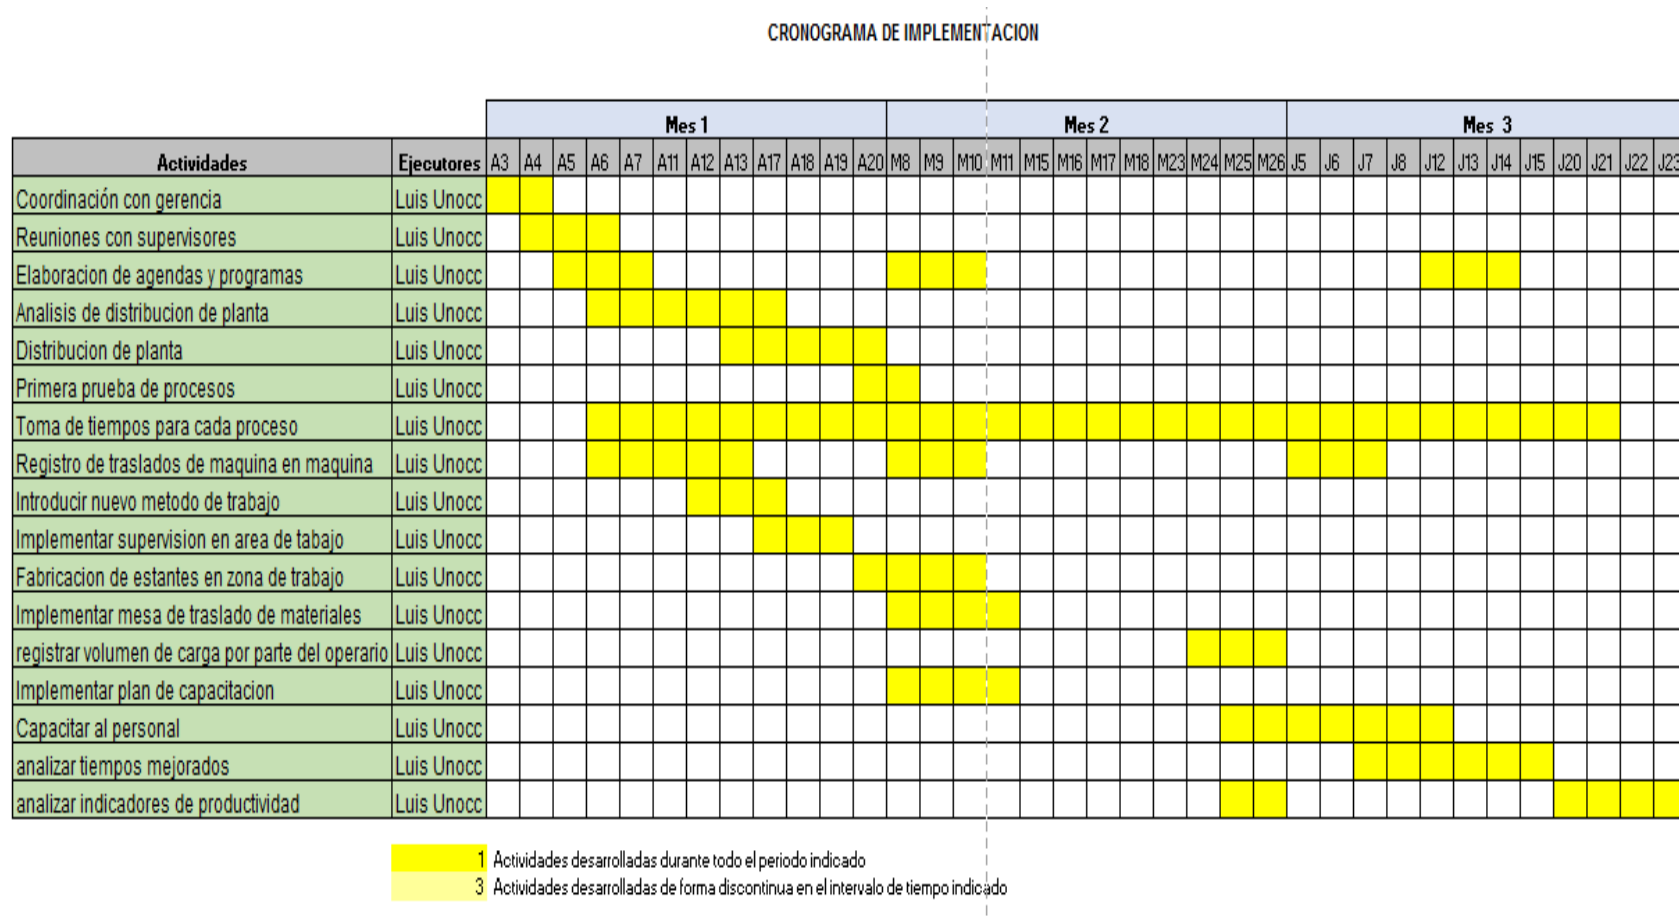 CRONOGRAMA DE IMPLEMENTACION
Mes 1 Mes 2 Mes 3
Actividades Ejecutores A3 A4 A5 A6 A7 A11 A12 A13 A17 A18 A19 A20 M8 M9 M10 M11 M15 M16 M17 M18 M23 M24 M25 M26 J5 J6 J7 J8 J12 J13 J14 J15 J20 J21 J22 J23
Coordinación con gerencia Luis Unocc
Reuniones con supervisores Luis Unocc
Elaboracion de agendas y programas Luis Unocc
Analisis de distribucion de planta Luis Unocc
Distribucion de planta Luis Unocc
Primera prueba de procesos Luis Unocc
Toma de tiempos para cada proceso Luis Unocc
Registro de traslados de maquina en maquina Luis Unocc
Introducir nuevo metodo de trabajo Luis Unocc
Implementar supervision en area de tabajo Luis Unocc
Fabricacion de estantes en zona de trabajo Luis Unocc
Implementar mesa de traslado de materiales Luis Unocc
registrar volumen de carga por parte del operario Luis Unocc
Implementar plan de capacitacion Luis Unocc
Capacitar al personal Luis Unocc
analizar tiempos mejorados Luis Unocc
analizar indicadores de productividad Luis Unocc
1 Actividades desarrolladas durante todo el periodo indicado
3 Actividades desarrolladas de forma discontinua en el intervalo de tiempo indicado